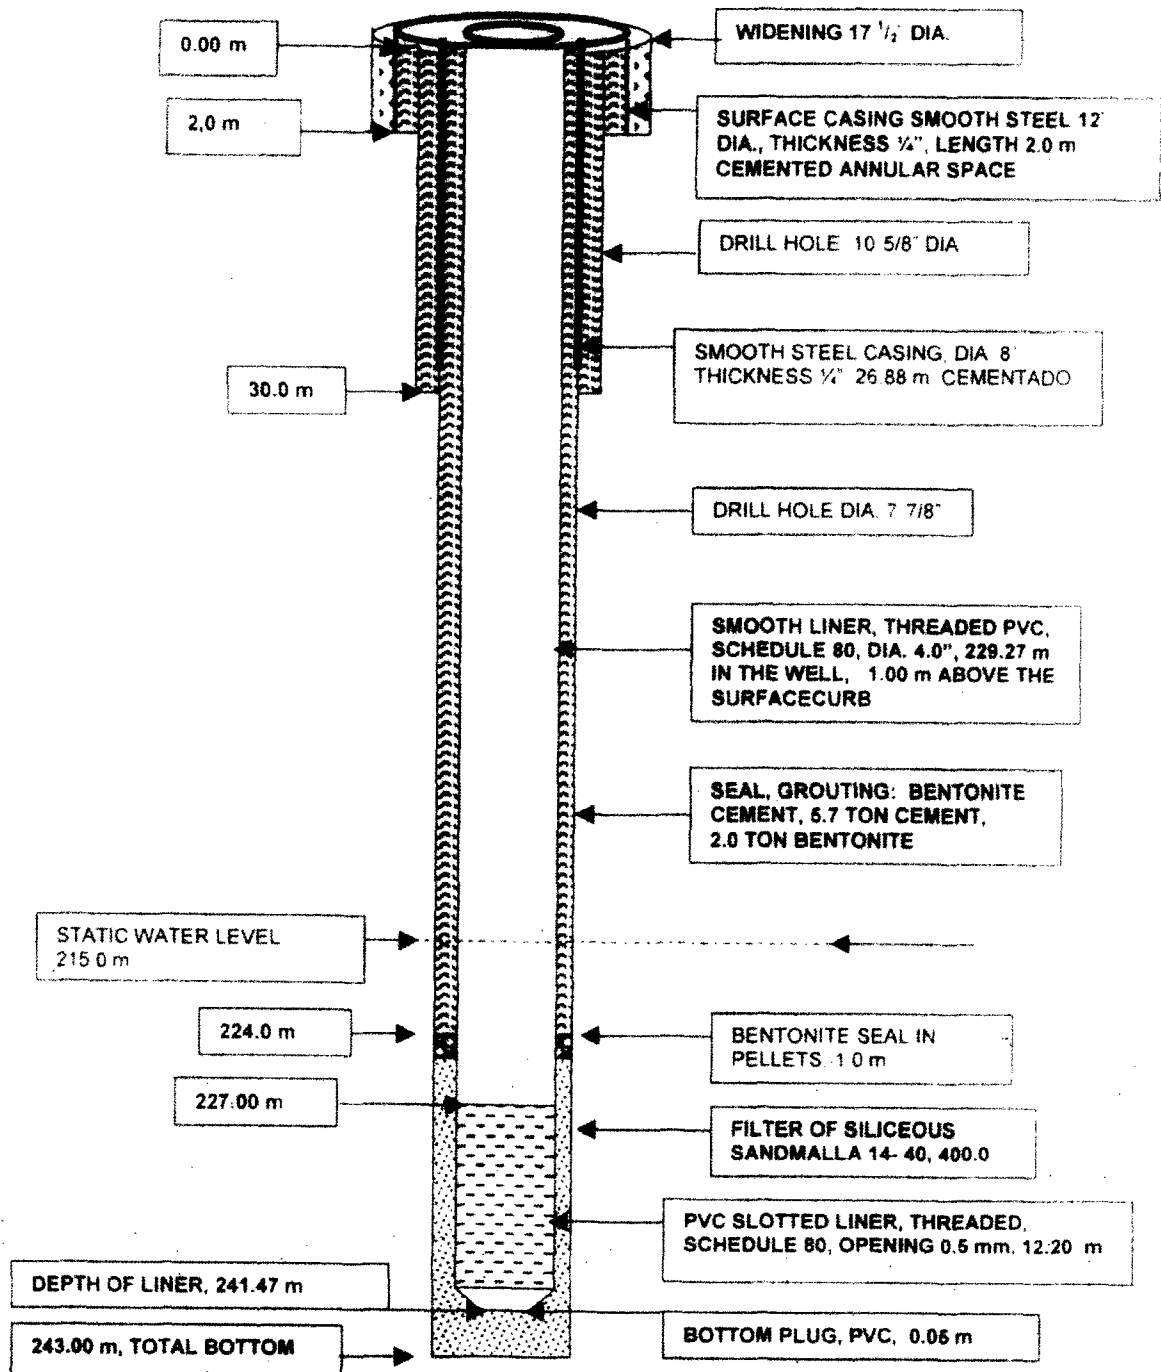 0.00 m
WIDENING 17 ½" DIA.
2,0 m
SURFACE CASING SMOOTH STEEL 12"
DIA., THICKNESS ¼", LENGTH 2.0 m
CEMENTED ANNULAR SPACE
DRILL HOLE 10 5/8" DIA
SMOOTH STEEL CASING, DIA 8"
THICKNESS ¼" 26.88 m CEMENTADO
30.0 m
DRILL HOLE DIA. 7 7/8"
SMOOTH LINER, THREADED PVC,
SCHEDULE 80, DIA. 4.0", 229.27 m
IN THE WELL, 1.00 m ABOVE THE
SURFACECURB
SEAL, GROUTING: BENTONITE
CEMENT, 5.7 TON CEMENT,
2.0 TON BENTONITE
STATIC WATER LEVEL
215.0 m
224.0 m
BENTONITE SEAL IN
PELLETS 1.0 m
227.00 m
FILTER OF SILICEOUS
SANDMALLA 14- 40, 400.0
PVC SLOTTED LINER, THREADED,
SCHEDULE 80, OPENING 0.5 mm. 12.20 m
DEPTH OF LINER, 241.47 m
BOTTOM PLUG, PVC, 0.05 m
243.00 m, TOTAL BOTTOM